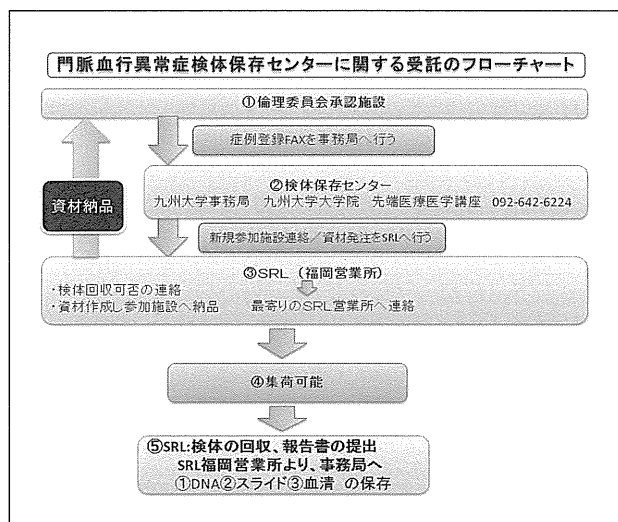 門脈血行異常症検体保存センターに関する受託のフローチャート
①倫理委員会承認施設
症例登録FAXを事務局へ行う
資材納品
②検体保存センター
九州大学事務局 九州大学大学院 先端医療医学講座 092-642-6224
新規参加施設連絡／資材発注をSRLへ行う
③SRL（福岡営業所）
・検体回収可否の連絡
・資材作成し参加施設へ納品 最寄りのSRL営業所へ連絡
④集荷可能
⑤SRL:検体の回収、報告書の提出
SRL福岡営業所より、事務局へ
①DNA②スライド③血清 の保存